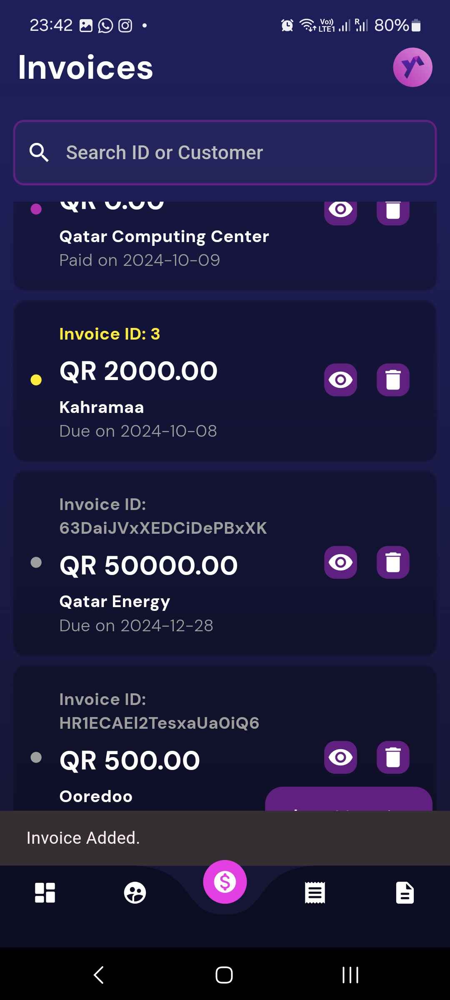 23:42
Vo))
LTE1
R
80%
Invoices
Search ID or Customer
QR 0.00
Qatar Computing Center
Paid on 2024-10-09
Invoice ID: 3
QR 2000.00
Kahramaa
Due on 2024-10-08
Invoice ID:
63DaiJVxXEDCiDePBxXK
QR 50000.00
Qatar Energy
Due on 2024-12-28
Invoice ID:
HR1ECAEl2TesxaUa0iQ6
QR 500.00
Ooredoo
Invoice Added.